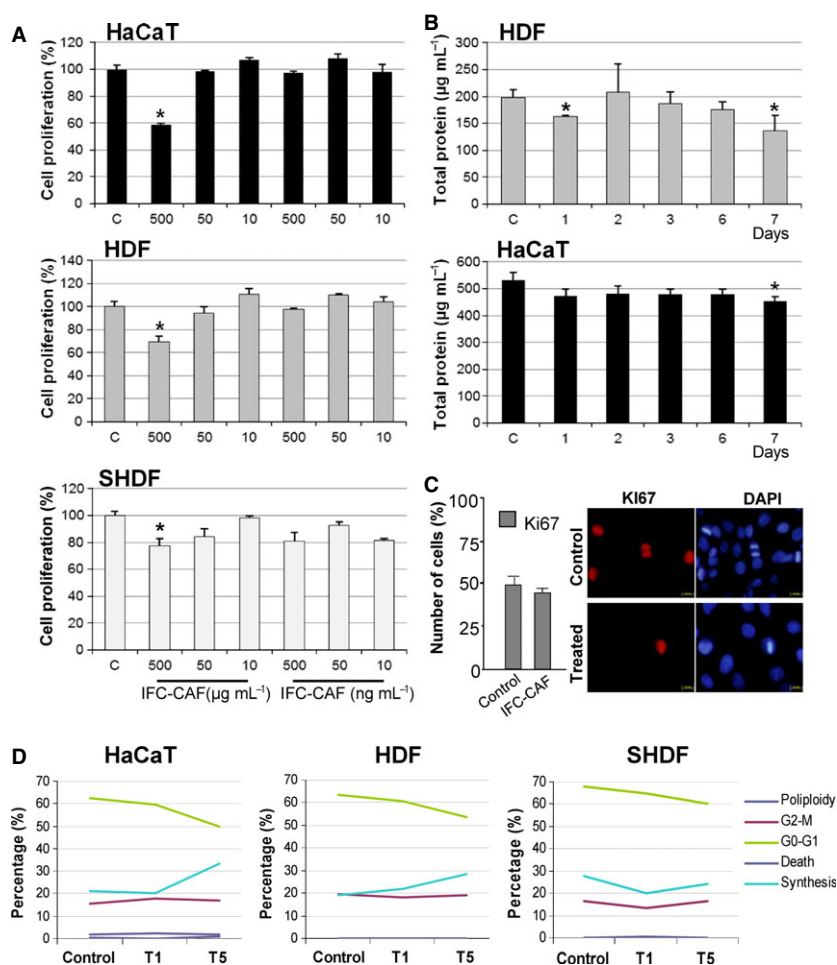 A
HaCaT
Cell proliferation (%)
120
100
80
60
40
20
0
*
C 500 50 10 500 50 10
HDF
Cell proliferation (%)
140
120
100
80
60
40
20
0
*
C 500 50 10 500 50 10
SHDF
Cell proliferation (%)
120
100
80
60
40
20
0
*
C 500 50 10 500 50 10
IFC-CAF(µg mL–1) IFC-CAF (ng mL–1)
B
HDF
Total protein (µg mL–1)
300
250
200
150
100
50
0
* *
C 1 2 3 6 7
Days
HaCaT
Total protein (µg mL–1)
600
500
400
300
200
100
0
*
C 1 2 3 6 7
Days
C
Number of cells (%)
100
75
50
25
Ki67
Control IFC-CAF
KI67 DAPI
Control
Treated
D
HaCaT
Percentage (%)
70
60
50
40
30
20
10
0
Control T1 T5
HDF
Percentage (%)
70
60
50
40
30
20
10
0
Control T1 T5
SHDF
Percetage (%)
70
60
50
40
30
20
10
0
Control T1 T5
Poliploidy
G2-M
G0-G1
Death
Synthesis